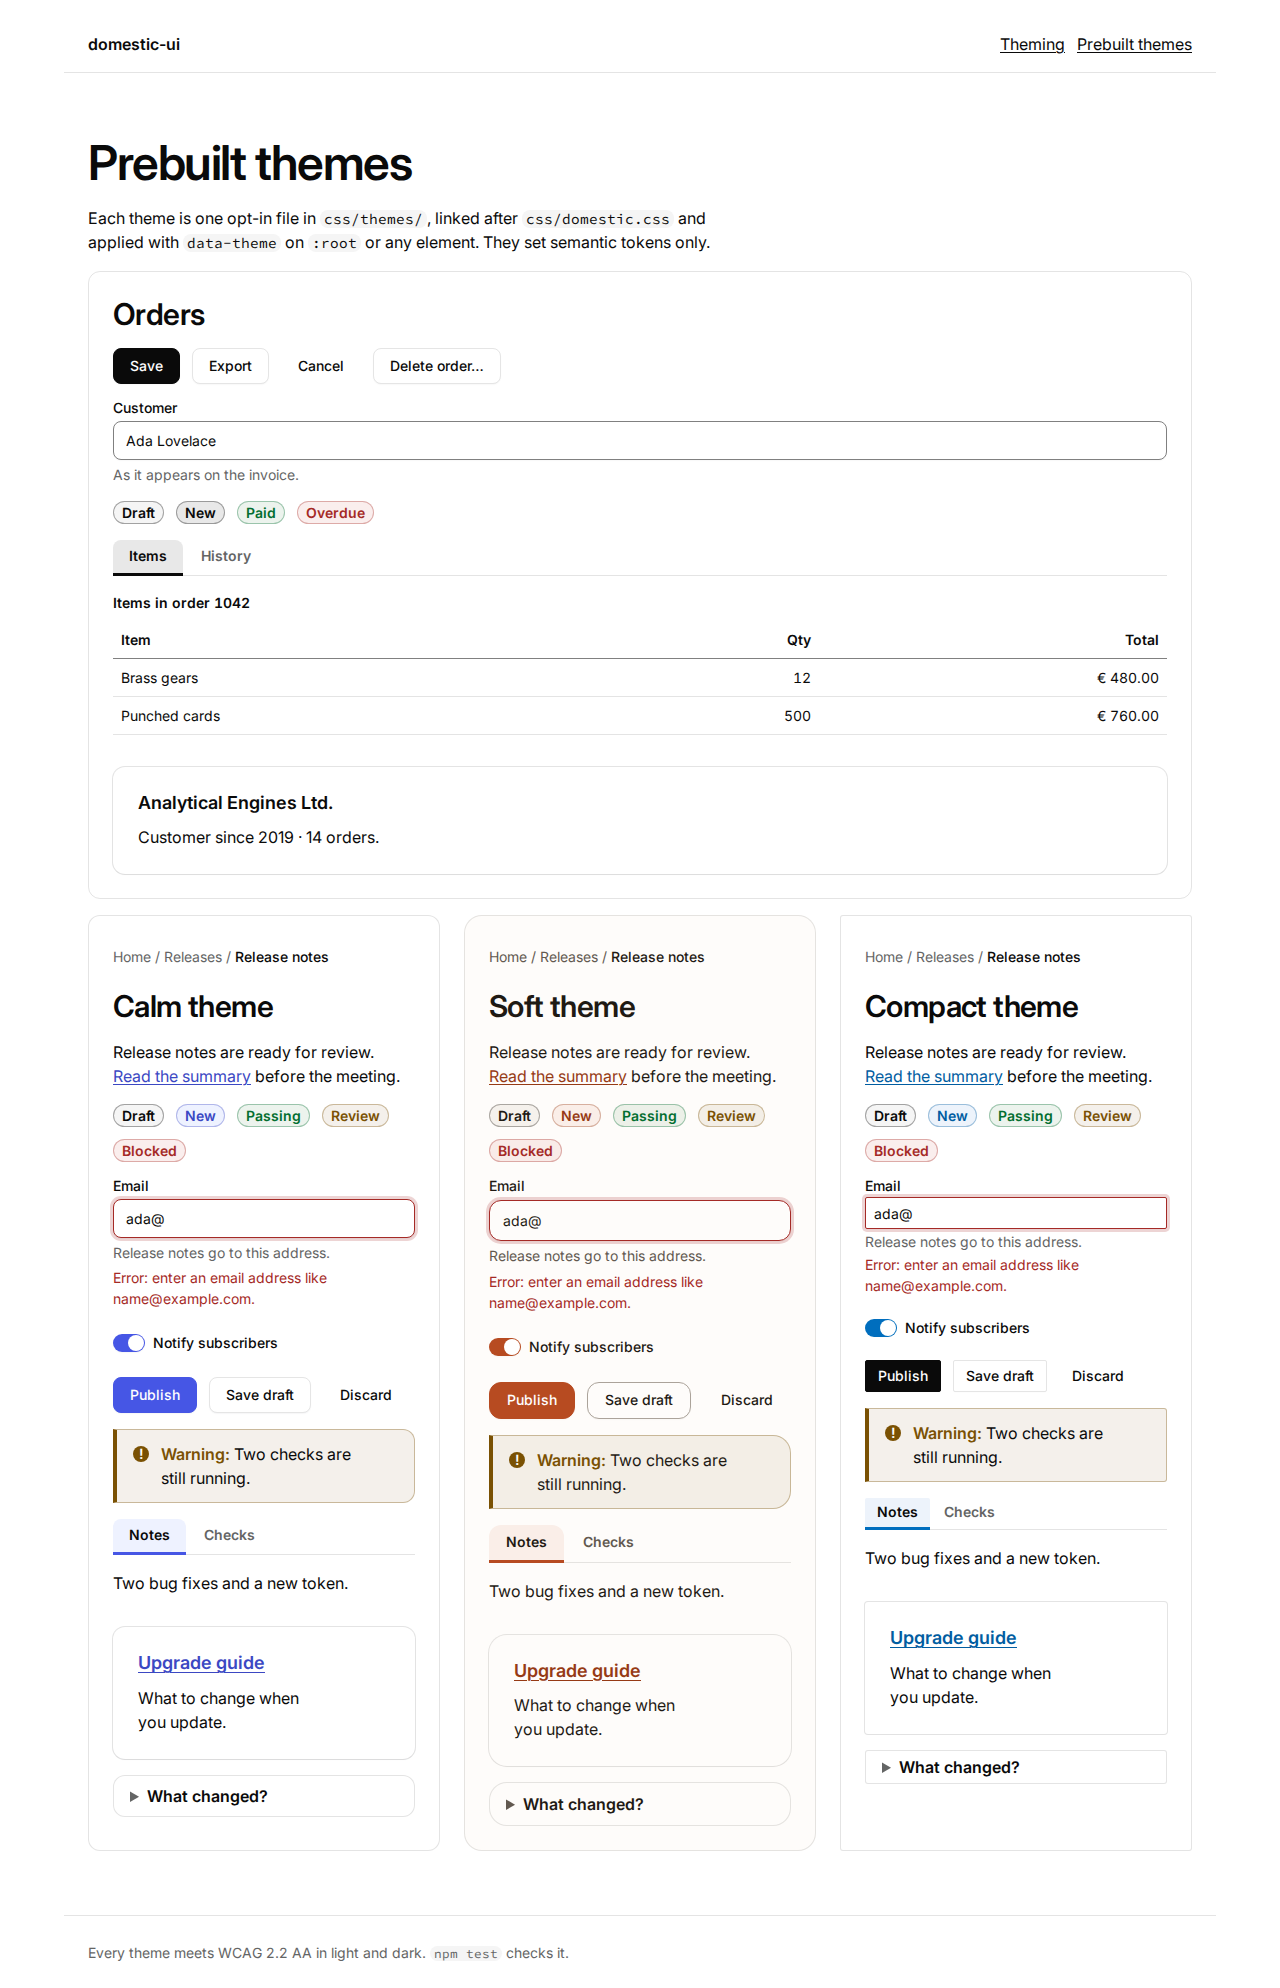 domestic-ui
Theming Prebuilt themes
Prebuilt themes
Each theme is one opt-in file in css/themes/, linked after css/domestic.css and
applied with data-theme on :root or any element. They set semantic tokens only.
Orders
Save Export Cancel Delete order...
Customer
Ada Lovelace
As it appears on the invoice.
Draft New Paid Overdue
Items History
Items in order 1042
Item Qty Total
Brass gears 12 € 480.00
Punched cards 500 € 760.00
Analytical Engines Ltd.
Customer since 2019 · 14 orders.
Home / Releases / Release notes
Calm theme
Release notes are ready for review.
Read the summary before the meeting.
Draft New Passing Review
Blocked
Email
ada@
Release notes go to this address.
Error: enter an email address like
name@example.com.
Notify subscribers
Publish Save draft Discard
Warning: Two checks are
still running.
Notes Checks
Two bug fixes and a new token.
Upgrade guide
What to change when
you update.
What changed?
Home / Releases / Release notes
Soft theme
Release notes are ready for review.
Read the summary before the meeting.
Draft New Passing Review
Blocked
Email
ada@
Release notes go to this address.
Error: enter an email address like
name@example.com.
Notify subscribers
Publish Save draft Discard
Warning: Two checks are
still running.
Notes Checks
Two bug fixes and a new token.
Upgrade guide
What to change when
you update.
What changed?
Home / Releases / Release notes
Compact theme
Release notes are ready for review.
Read the summary before the meeting.
Draft New Passing Review
Blocked
Email
ada@
Release notes go to this address.
Error: enter an email address like
name@example.com.
Notify subscribers
Publish Save draft Discard
Warning: Two checks are
still running.
Notes Checks
Two bug fixes and a new token.
Upgrade guide
What to change when
you update.
What changed?
Every theme meets WCAG 2.2 AA in light and dark. npm test checks it.